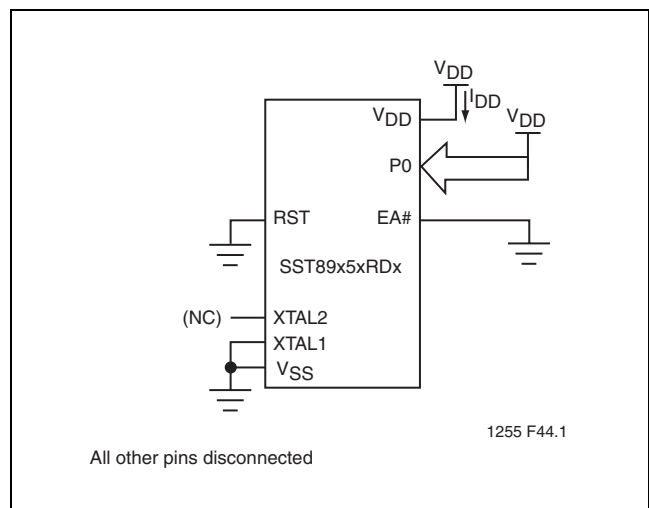 VDD
IDD
VDD
VDD
P0
RST
EA#
SST89x5xRDx
(NC)
XTAL2
XTAL1
VSS
1255 F44.1
All other pins disconnected